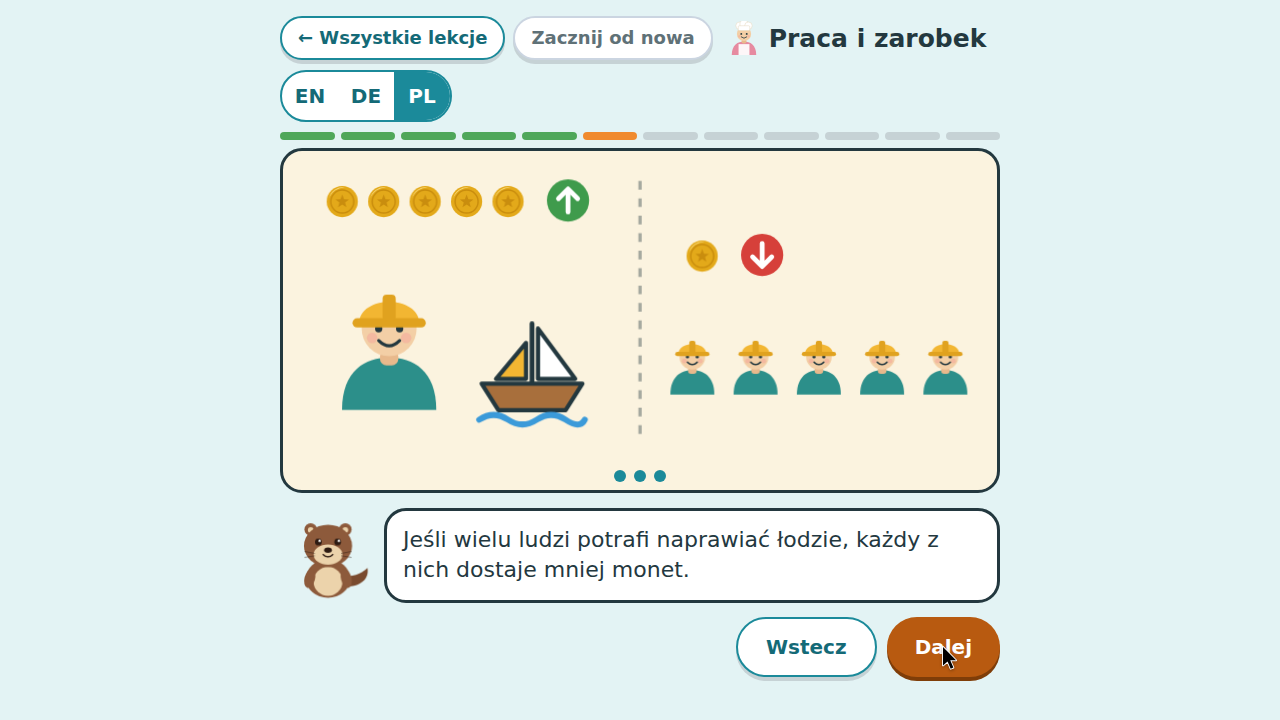 ← Wszystkie lekcje
Zacznij od nowa
Praca i zarobek
EN DE PL
Jeśli wielu ludzi potrafi naprawiać łodzie, każdy z
nich dostaje mniej monet.
Wstecz
Dalej